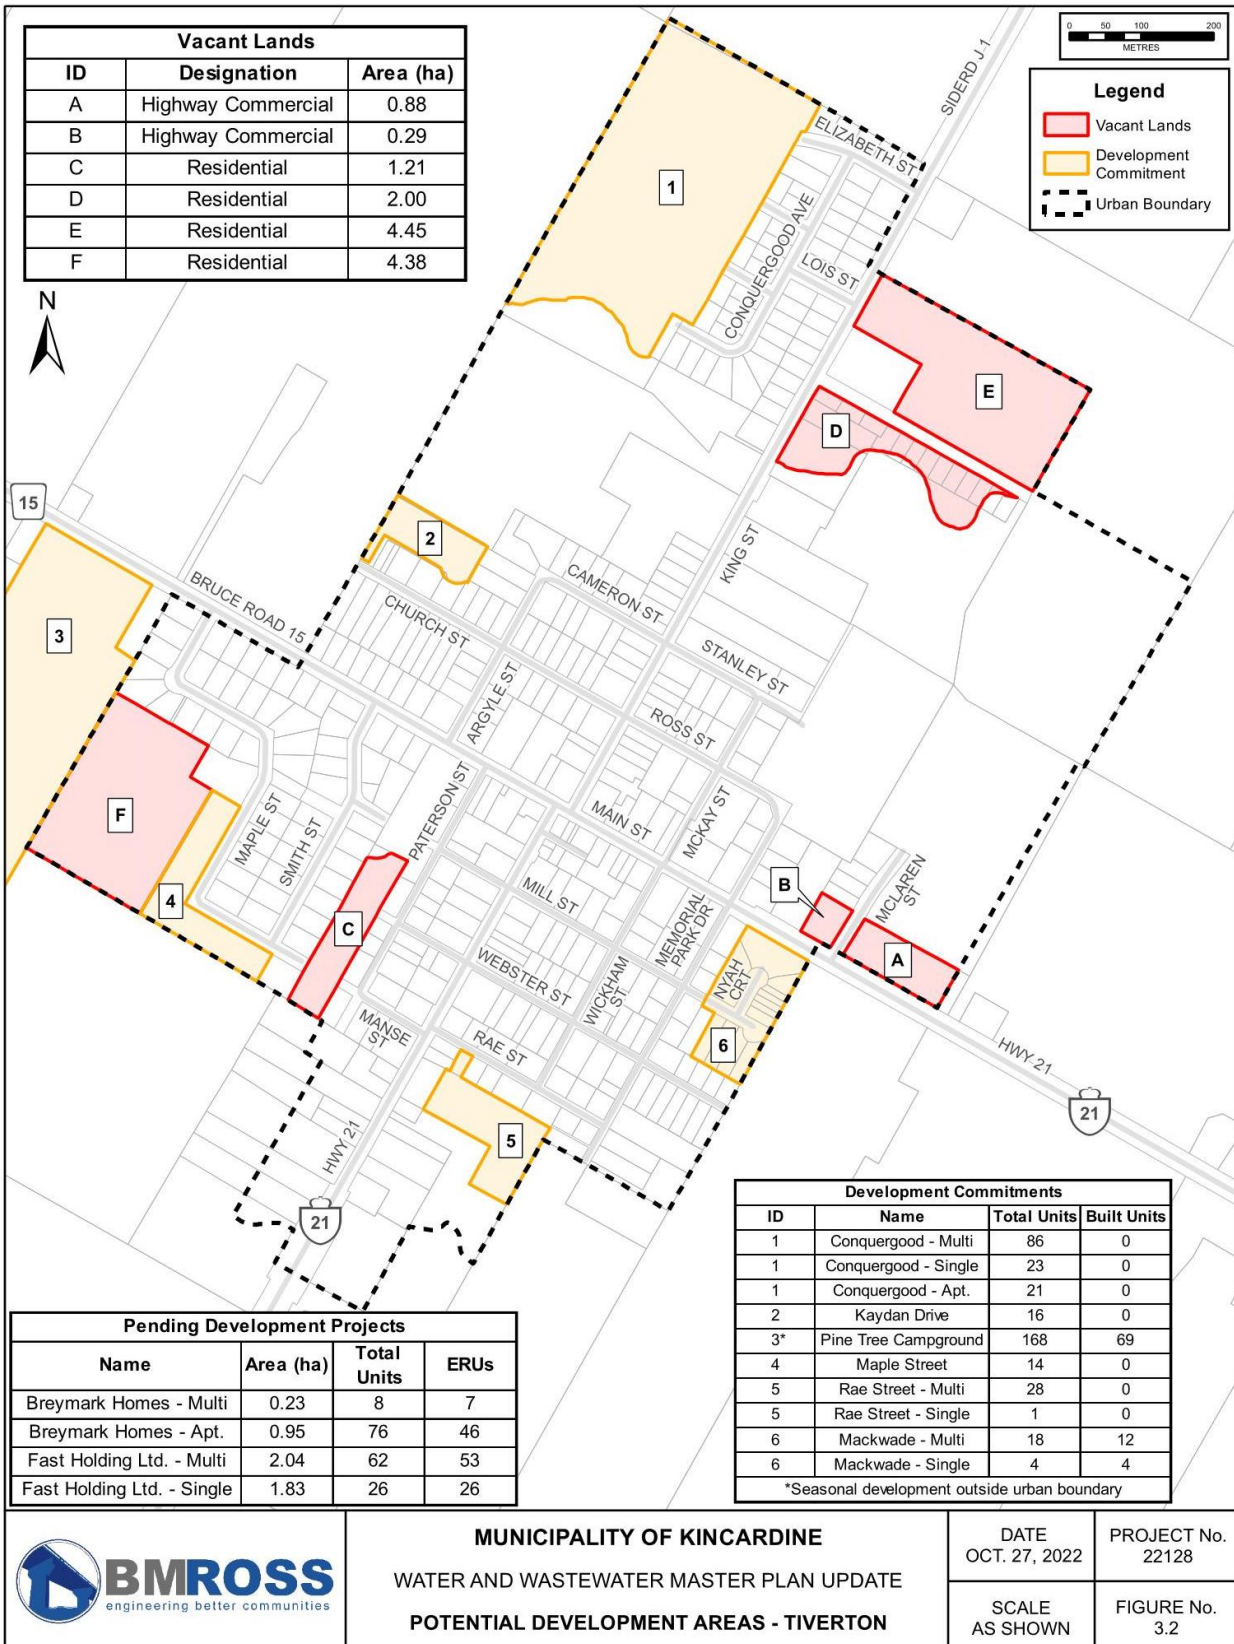 Vacant Lands
ID Designation Area (ha)
A Highway Commercial 0.88
B Highway Commercial 0.29
C Residential 1.21
D Residential 2.00
E Residential 4.45
F Residential 4.38
0 50 100 200
METRES
Legend
Vacant Lands
Development
Commitment
Urban Boundary
N
SIDERD J-1
ELIZABETH ST
1
CONQUERGOOD AVE
LOIS ST
E
D
15
2
KING ST
BRUCE ROAD 15
CAMERON ST
CHURCH ST
3
STANLEY ST
ARGYLE ST
ROSS ST
F
PATERSON ST
MAIN ST
MCKAY ST
MAPLE ST
SMITH ST
MILL ST
B
MCLAREN
ST
4
C
MEMORIAL
PARK DR
A
WEBSTER ST
WICKHAM
ST
NYAH
CRT
MANSE
ST
RAE ST
6
HWY 21
21
5
HWY 21
21
Development Commitments
ID Name Total Units Built Units
1 Conquergood - Multi 86 0
1 Conquergood - Single 23 0
1 Conquergood - Apt. 21 0
2 Kaydan Drive 16 0
3* Pine Tree Campground 168 69
4 Maple Street 14 0
5 Rae Street - Multi 28 0
5 Rae Street - Single 1 0
6 Mackwade - Multi 18 12
6 Mackwade - Single 4 4
*Seasonal development outside urban boundary
Pending Development Projects
Name Area (ha) Total Units ERUs
Breymark Homes - Multi 0.23 8 7
Breymark Homes - Apt. 0.95 76 46
Fast Holding Ltd. - Multi 2.04 62 53
Fast Holding Ltd. - Single 1.83 26 26
BMROSS
engineering better communities
MUNICIPALITY OF KINCARDINE
WATER AND WASTEWATER MASTER PLAN UPDATE
POTENTIAL DEVELOPMENT AREAS - TIVERTON
DATE
OCT. 27, 2022
PROJECT No.
22128
SCALE
AS SHOWN
FIGURE No.
3.2